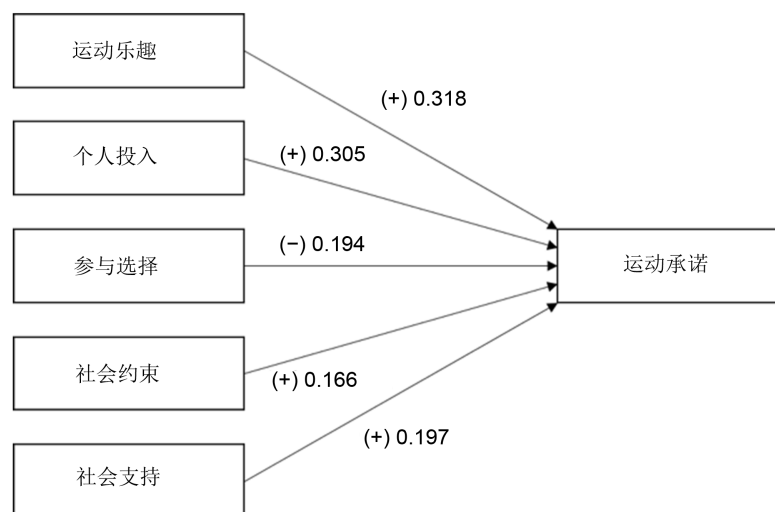 运动乐趣
(+) 0.318
个人投入
(+) 0.305
参与选择
(−) 0.194
运动承诺
社会约束
(+) 0.166
社会支持
(+) 0.197